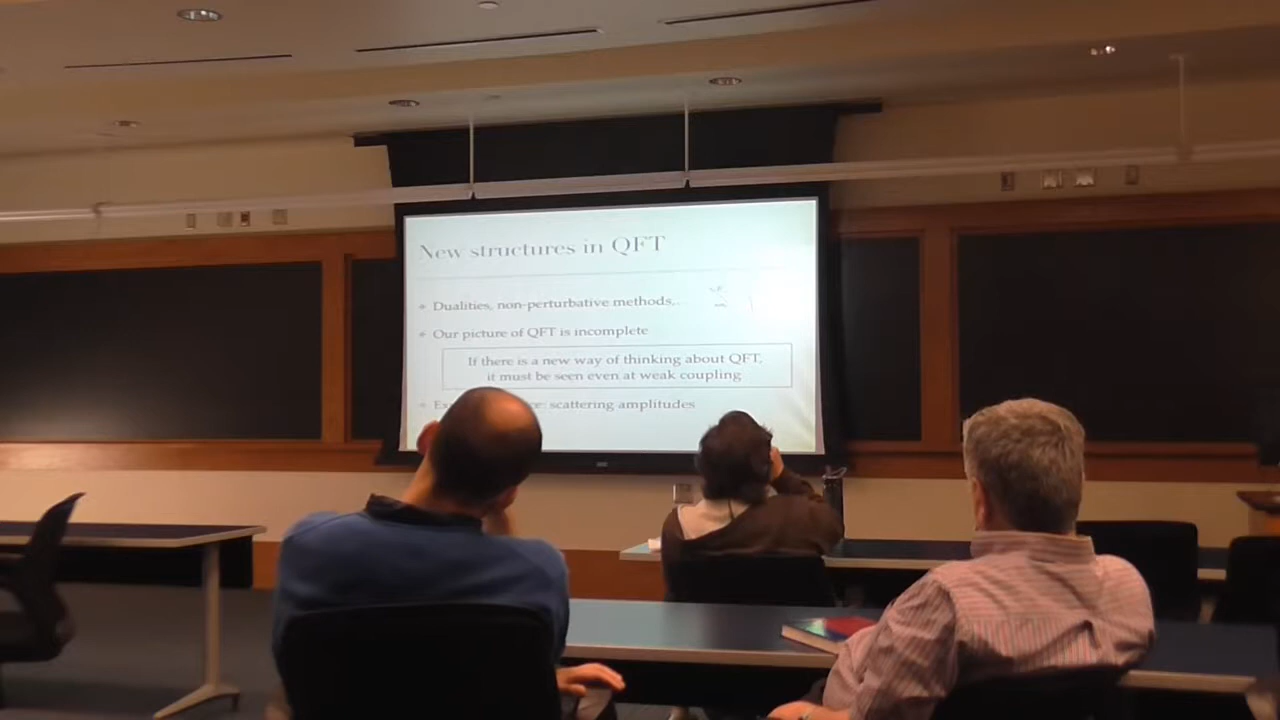 New structures in QFT
Dualities, non-perturbative methods,...
Our picture of QFT is incomplete
If there is a new way of thinking about QFT,
it must be seen even at weak coupling
scattering amplitudes